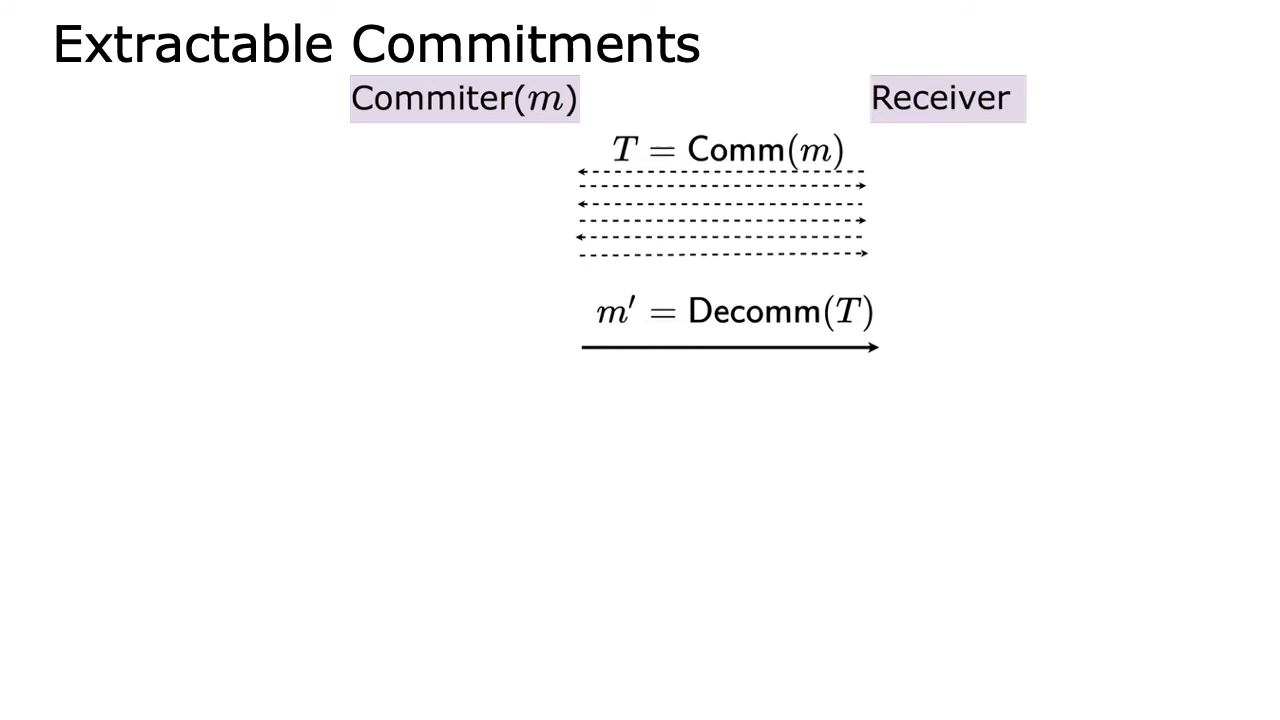 Extractable Commitments
Commiter(m)
Receiver
T = Comm(m)
m′ = Decomm(T)